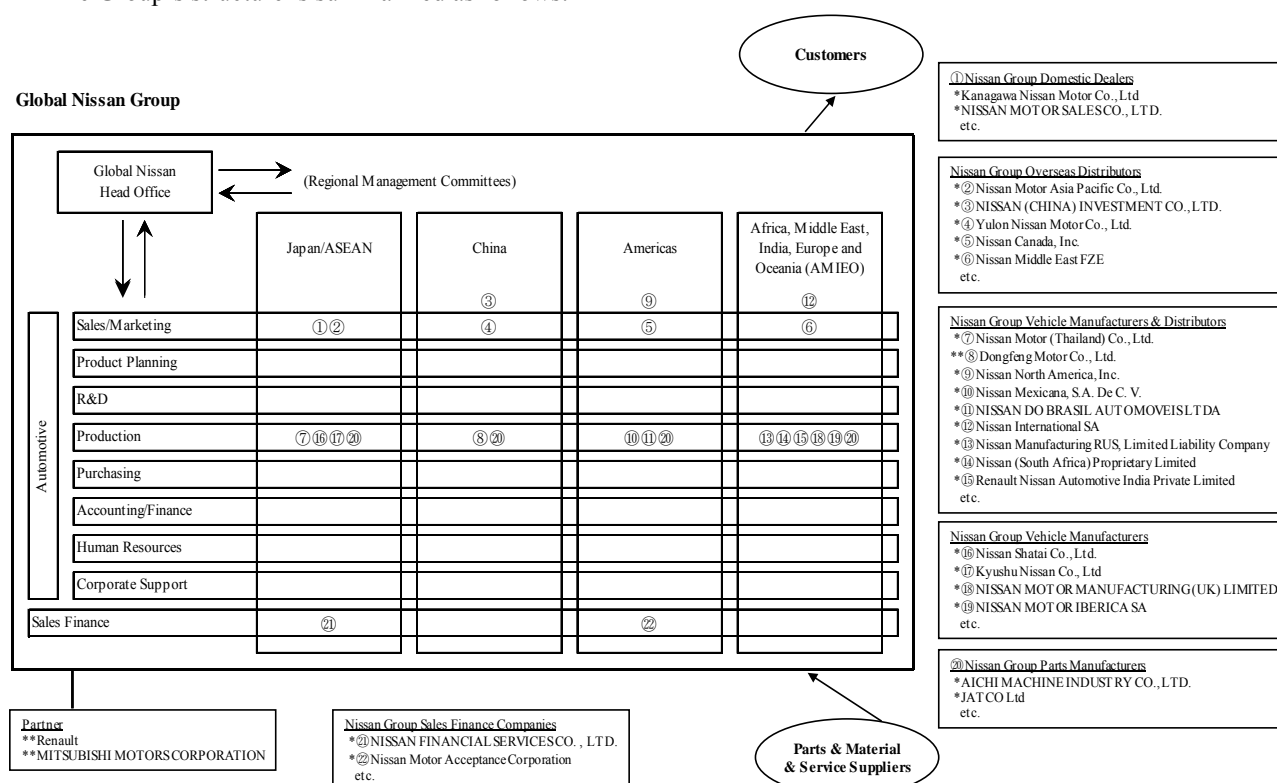 Global Nissan Group
Customers
Global Nissan
Head Office
(Regional Management Committees)
Japan/ASEAN
China
Americas
Africa, Middle East,
India, Europe and
Oceania (AMIEO)
③ ⑨ ⑫
Automotive
Sales/Marketing ①② ④ ⑤ ⑥
Product Planning
R&D
Production ⑦⑯⑰⑳ ⑧⑳ ⑩⑪⑳ ⑬⑭⑮⑱⑲⑳
Purchasing
Accounting/Finance
Human Resources
Corporate Support
Sales Finance ㉑ ㉒
①Nissan Group Domestic Dealers
*Kanagawa Nissan Motor Co., Ltd
*NISSAN MOTOR SALES CO., LTD.
etc.
Nissan Group Overseas Distributors
*②Nissan Motor Asia Pacific Co., Ltd.
*③NISSAN (CHINA) INVESTMENT CO., LTD.
*④Yulon Nissan Motor Co., Ltd.
*⑤Nissan Canada, Inc.
*⑥Nissan Middle East FZE
etc.
Nissan Group Vehicle Manufacturers & Distributors
*⑦Nissan Motor (Thailand) Co., Ltd.
**⑧Dongfeng Motor Co., Ltd.
*⑨Nissan North America, Inc.
*⑩Nissan Mexicana, S.A. De C. V.
*⑪NISSAN DO BRASIL AUTOMOVEIS LTDA
*⑫Nissan International SA
*⑬Nissan Manufacturing RUS, Limited Liability Company
*⑭Nissan (South Africa) Proprietary Limited
*⑮Renault Nissan Automotive India Private Limited
etc.
Nissan Group Vehicle Manufacturers
*⑯Nissan Shatai Co., Ltd.
*⑰Kyushu Nissan Co., Ltd
*⑱NISSAN MOTOR MANUFACTURING (UK) LIMITED
*⑲NISSAN MOTOR IBERICA SA
etc.
⑳Nissan Group Parts Manufacturers
*AICHI MACHINE INDUSTRY CO., LTD.
*JATCO Ltd
etc.
Partner
**Renault
**MITSUBISHI MOTORS CORPORATION
Nissan Group Sales Finance Companies
*㉑NISSAN FINANCIAL SERVICES CO. , LTD.
*㉒Nissan Motor Acceptance Corporation
etc.
Parts & Material
& Service Suppliers